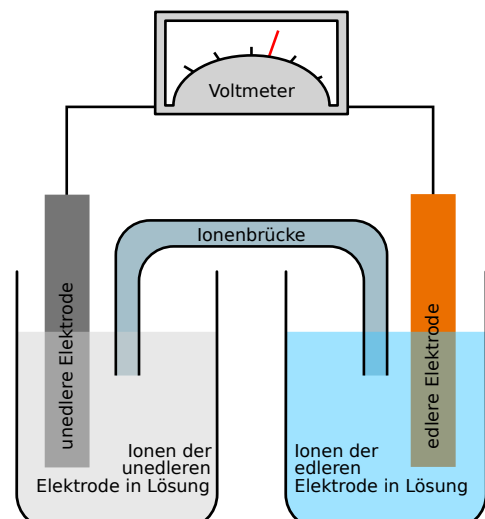 Voltmeter
Ionenbrücke
unedlere Elektrode
edlere Elektrode
Ionen der
unedleren
Elektrode in Lösung
Ionen der
edleren
Elektrode in Lösung